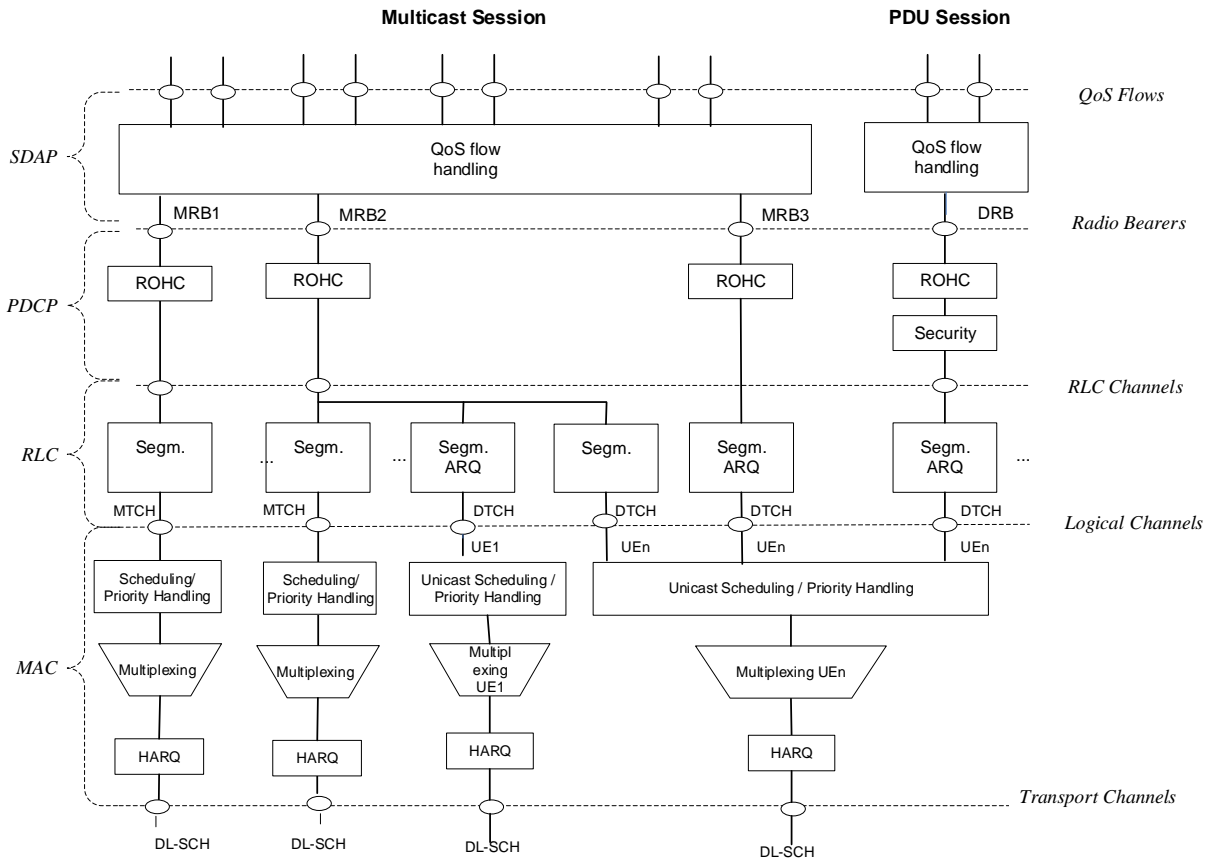 Multicast Session
PDU Session
QoS Flows
SDAP
QoS flow
handling
QoS flow
handling
MRB1
MRB2
MRB3
DRB
Radio Bearers
PDCP
ROHC
ROHC
ROHC
ROHC
Security
RLC Channels
RLC
Segm.
...
Segm.
...
Segm.
ARQ
Segm.
Segm.
ARQ
Segm.
ARQ
...
MTCH
MTCH
DTCH
DTCH
DTCH
DTCH
Logical Channels
UE1
UEn
UEn
UEn
MAC
Scheduling/
Priority Handling
Scheduling/
Priority Handling
Unicast Scheduling /
Priority Handling
Unicast Scheduling / Priority Handling
Multiplexing
Multiplexing
Multipl
exing
UE1
Multiplexing UEn
HARQ
HARQ
HARQ
HARQ
Transport Channels
DL-SCH
DL-SCH
DL-SCH
DL-SCH